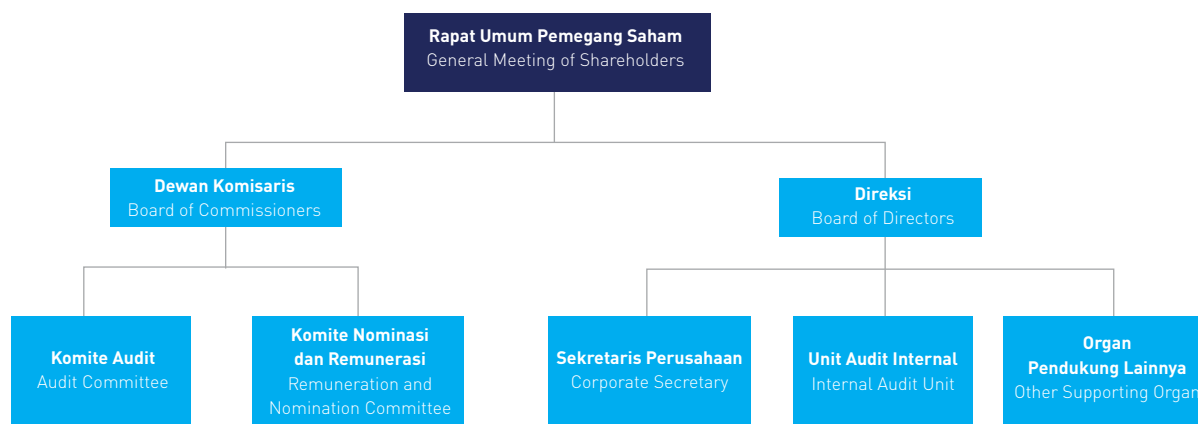 Rapat Umum Pemegang Saham
General Meeting of Shareholders
Dewan Komisaris
Board of Commissioners
Direksi
Board of Directors
Komite Audit
Audit Committee
Komite Nominasi
dan Remunerasi
Remuneration and
Nomination Committee
Sekretaris Perusahaan
Corporate Secretary
Unit Audit Internal
Internal Audit Unit
Organ
Pendukung Lainnya
Other Supporting Organ